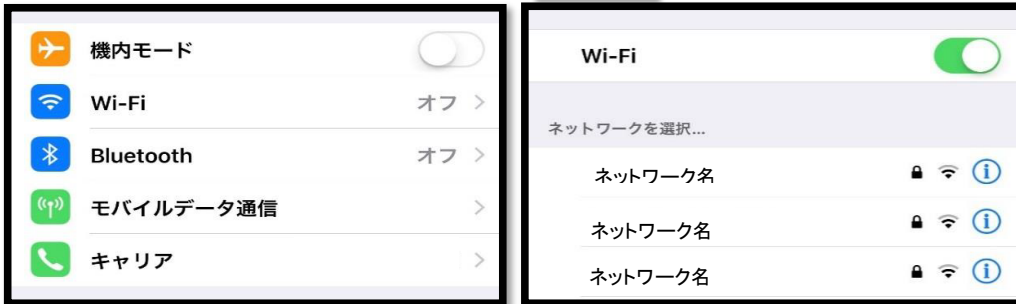 機内モード
Wi-Fi オフ
Bluetooth オフ
モバイルデータ通信
キャリア
Wi-Fi
ネットワークを選択...
ネットワーク名
ネットワーク名
ネットワーク名